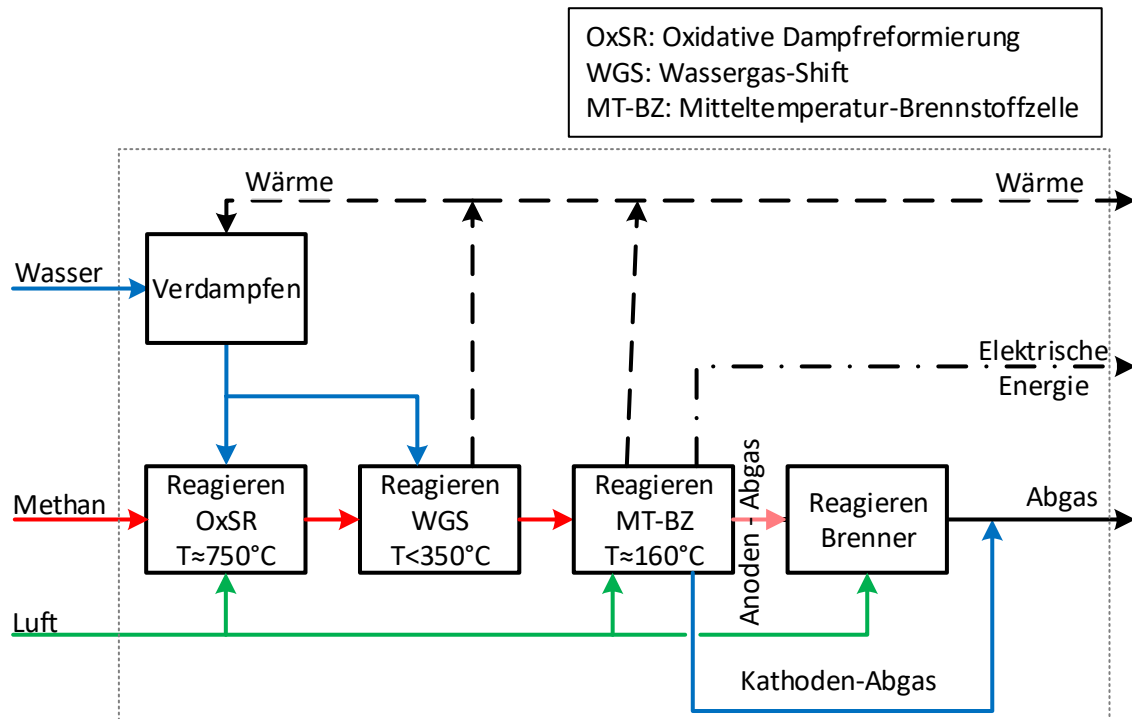 OxSR: Oxidative Dampfreformierung
WGS: Wassergas-Shift
MT-BZ: Mitteltemperatur-Brennstoffzelle
Wärme
Wärme
Wasser
Verdampfen
Elektrische
Energie
Methan
Reagieren
OxSR
T≈750°C
Reagieren
WGS
T<350°C
Reagieren
MT-BZ
T≈160°C
Anoden - Abgas
Reagieren
Brenner
Abgas
Luft
Kathoden-Abgas